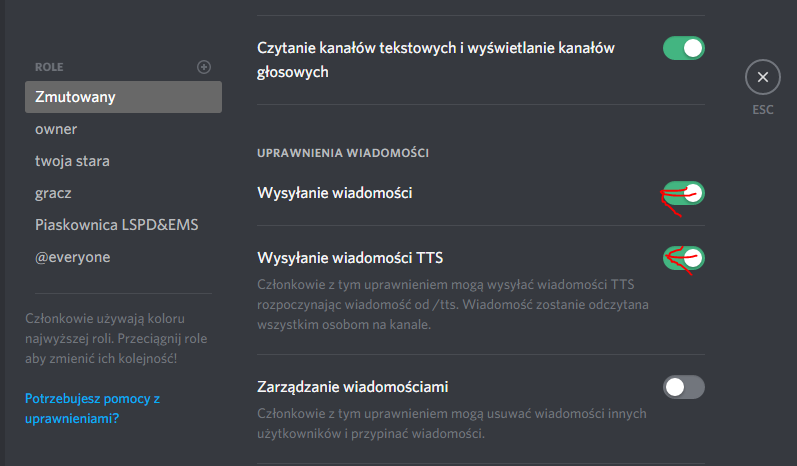 ROLE
Zmutowany
owner
twoja stara
gracz
Piaskownica LSPD&EMS
@everyone
Członkowie używają koloru
najwyższej roli. Przeciągnij role
aby zmienić ich kolejność!
Potrzebujesz pomocy z
uprawnieniami?
Czytanie kanałów tekstowych i wyświetlanie kanałów
głosowych
UPRAWNIENIA WIADOMOŚCI
Wysyłanie wiadomości
Wysyłanie wiadomości TTS
Członkowie z tym uprawnieniem mogą wysyłać wiadomości TTS
rozpoczynając wiadomość od /tts. Wiadomość zostanie odczytana
wszystkim osobom na kanale.
Zarządzanie wiadomościami
Członkowie z tym uprawnieniem mogą usuwać wiadomości innych
użytkowników i przypinać wiadomości.
ESC